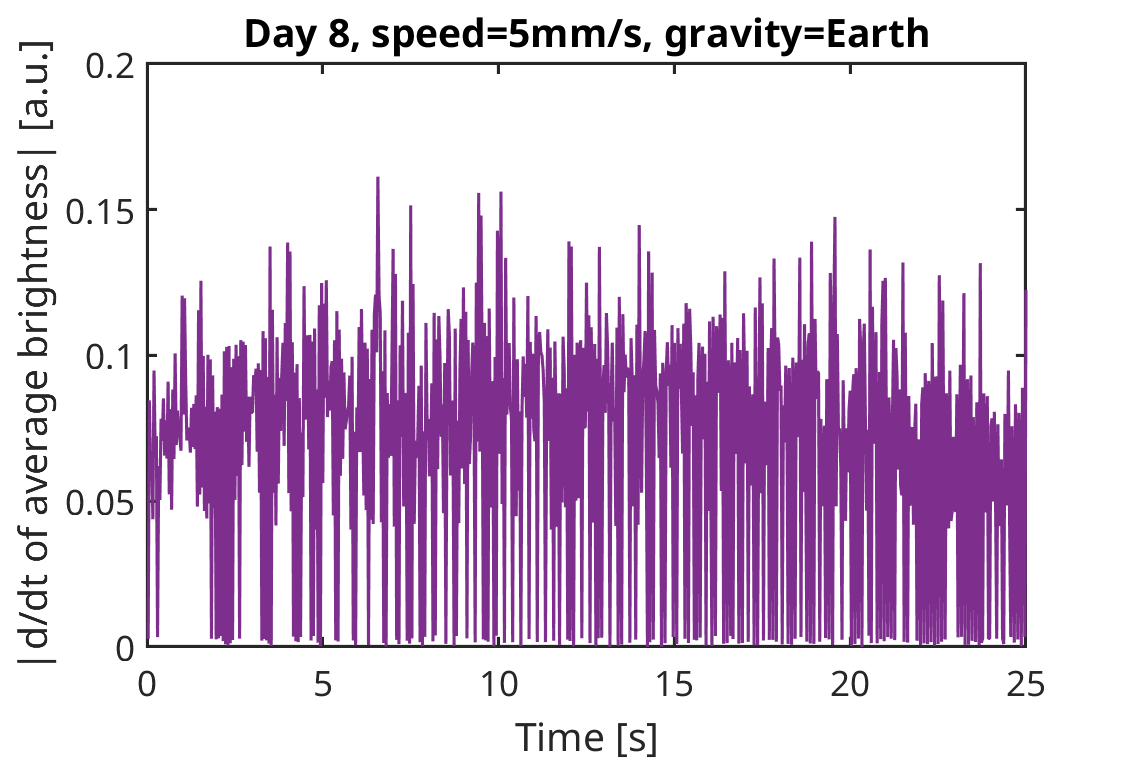 Day 8, speed=5mm/s, gravity=Earth
|d/dt of average brightness| [a.u.]
0.2
0.15
0.1
0.05
0
0 5 10 15 20 25
Time [s]